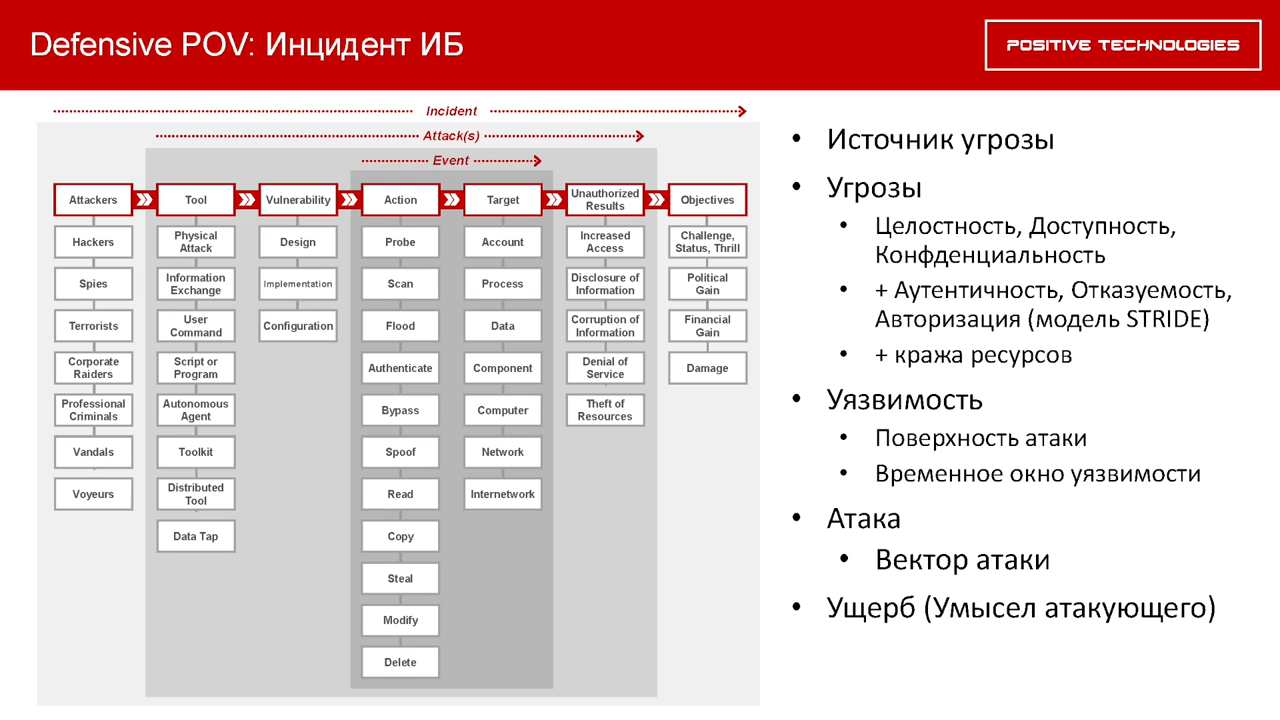 Defensive POV: Инцидент ИБ
POSITIVE TECHNOLOGIES
Incident
Attack(s)
Event
Attackers
Hackers
Spies
Terrorists
Corporate
Raiders
Professional
Criminals
Vandals
Voyeurs
Tool
Physical
Attack
Information
Exchange
User
Command
Script or
Program
Autonomous
Agent
Toolkit
Distributed
Tool
Data Tap
Vulnerability
Design
Implementation
Configuration
Action
Probe
Scan
Flood
Authenticate
Bypass
Spoof
Read
Copy
Steal
Modify
Delete
Target
Account
Process
Data
Component
Computer
Network
Internetwork
Unauthorized
Results
Increased
Access
Disclosure of
Information
Corruption of
Information
Denial of
Service
Theft of
Resources
Objectives
Challenge,
Status, Thrill
Political
Gain
Financial
Gain
Damage
• Источник угрозы
• Угрозы
• Целостность, Доступность,
Конфденциальность
• + Аутентичность, Отказуемость,
Авторизация (модель STRIDE)
• + кража ресурсов
• Уязвимость
• Поверхность атаки
• Временное окно уязвимости
• Атака
• Вектор атаки
• Ущерб (Умысел атакующего)